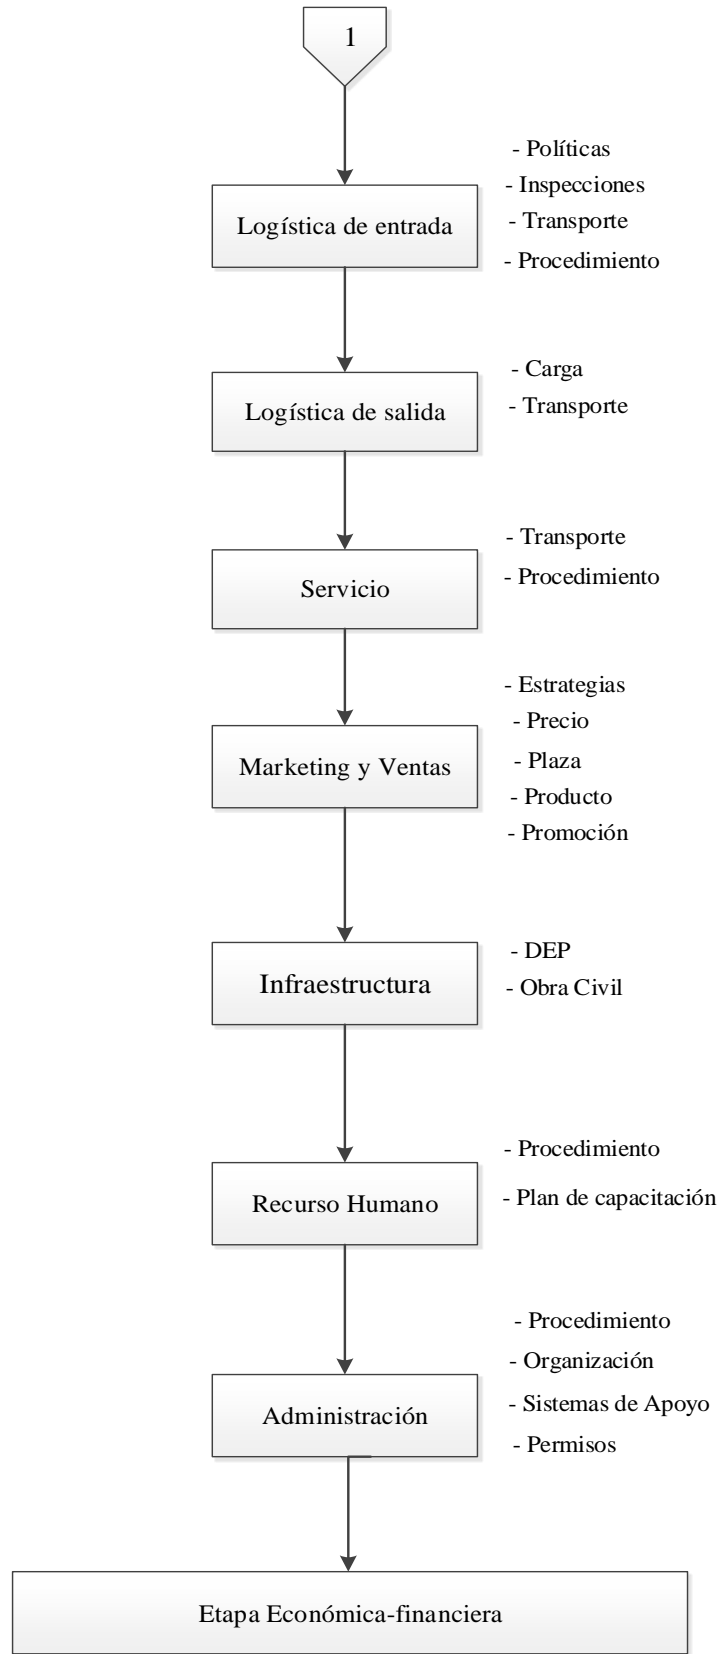 1
- Políticas
- Inspecciones
Logística de entrada
- Transporte
- Procedimiento
- Carga
Logística de salida
- Transporte
- Transporte
Servicio
- Procedimiento
- Estrategias
- Precio
Marketing y Ventas
- Plaza
- Producto
- Promoción
- DEP
Infraestructura
- Obra Civil
- Procedimiento
Recurso Humano
- Plan de capacitación
- Procedimiento
- Organización
- Sistemas de Apoyo
Administración
- Permisos
Etapa Económica-financiera